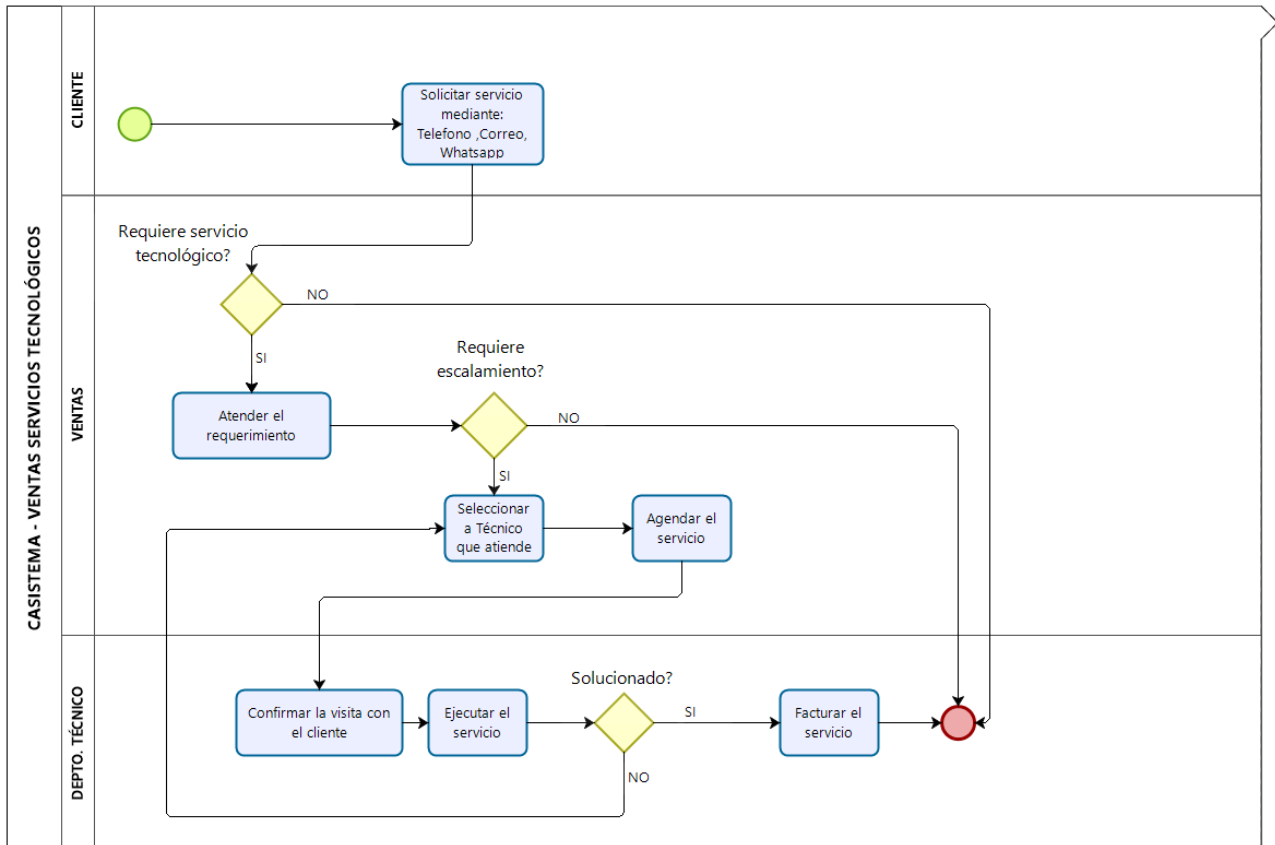 CASISTEMA - VENTAS SERVICIOS TECNOLÓGICOS
CLIENTE
Solicitar servicio
mediante:
Telefono ,Correo,
Whatsapp
VENTAS
Requiere servicio
tecnológico?
NO
SI
Requiere
escalamiento?
Atender el
requerimiento
NO
SI
Seleccionar
a Técnico
que atiende
Agendar el
servicio
DEPTO. TÉCNICO
Solucionado?
Confirmar la visita con
el cliente
Ejecutar el
servicio
SI
Facturar el
servicio
NO